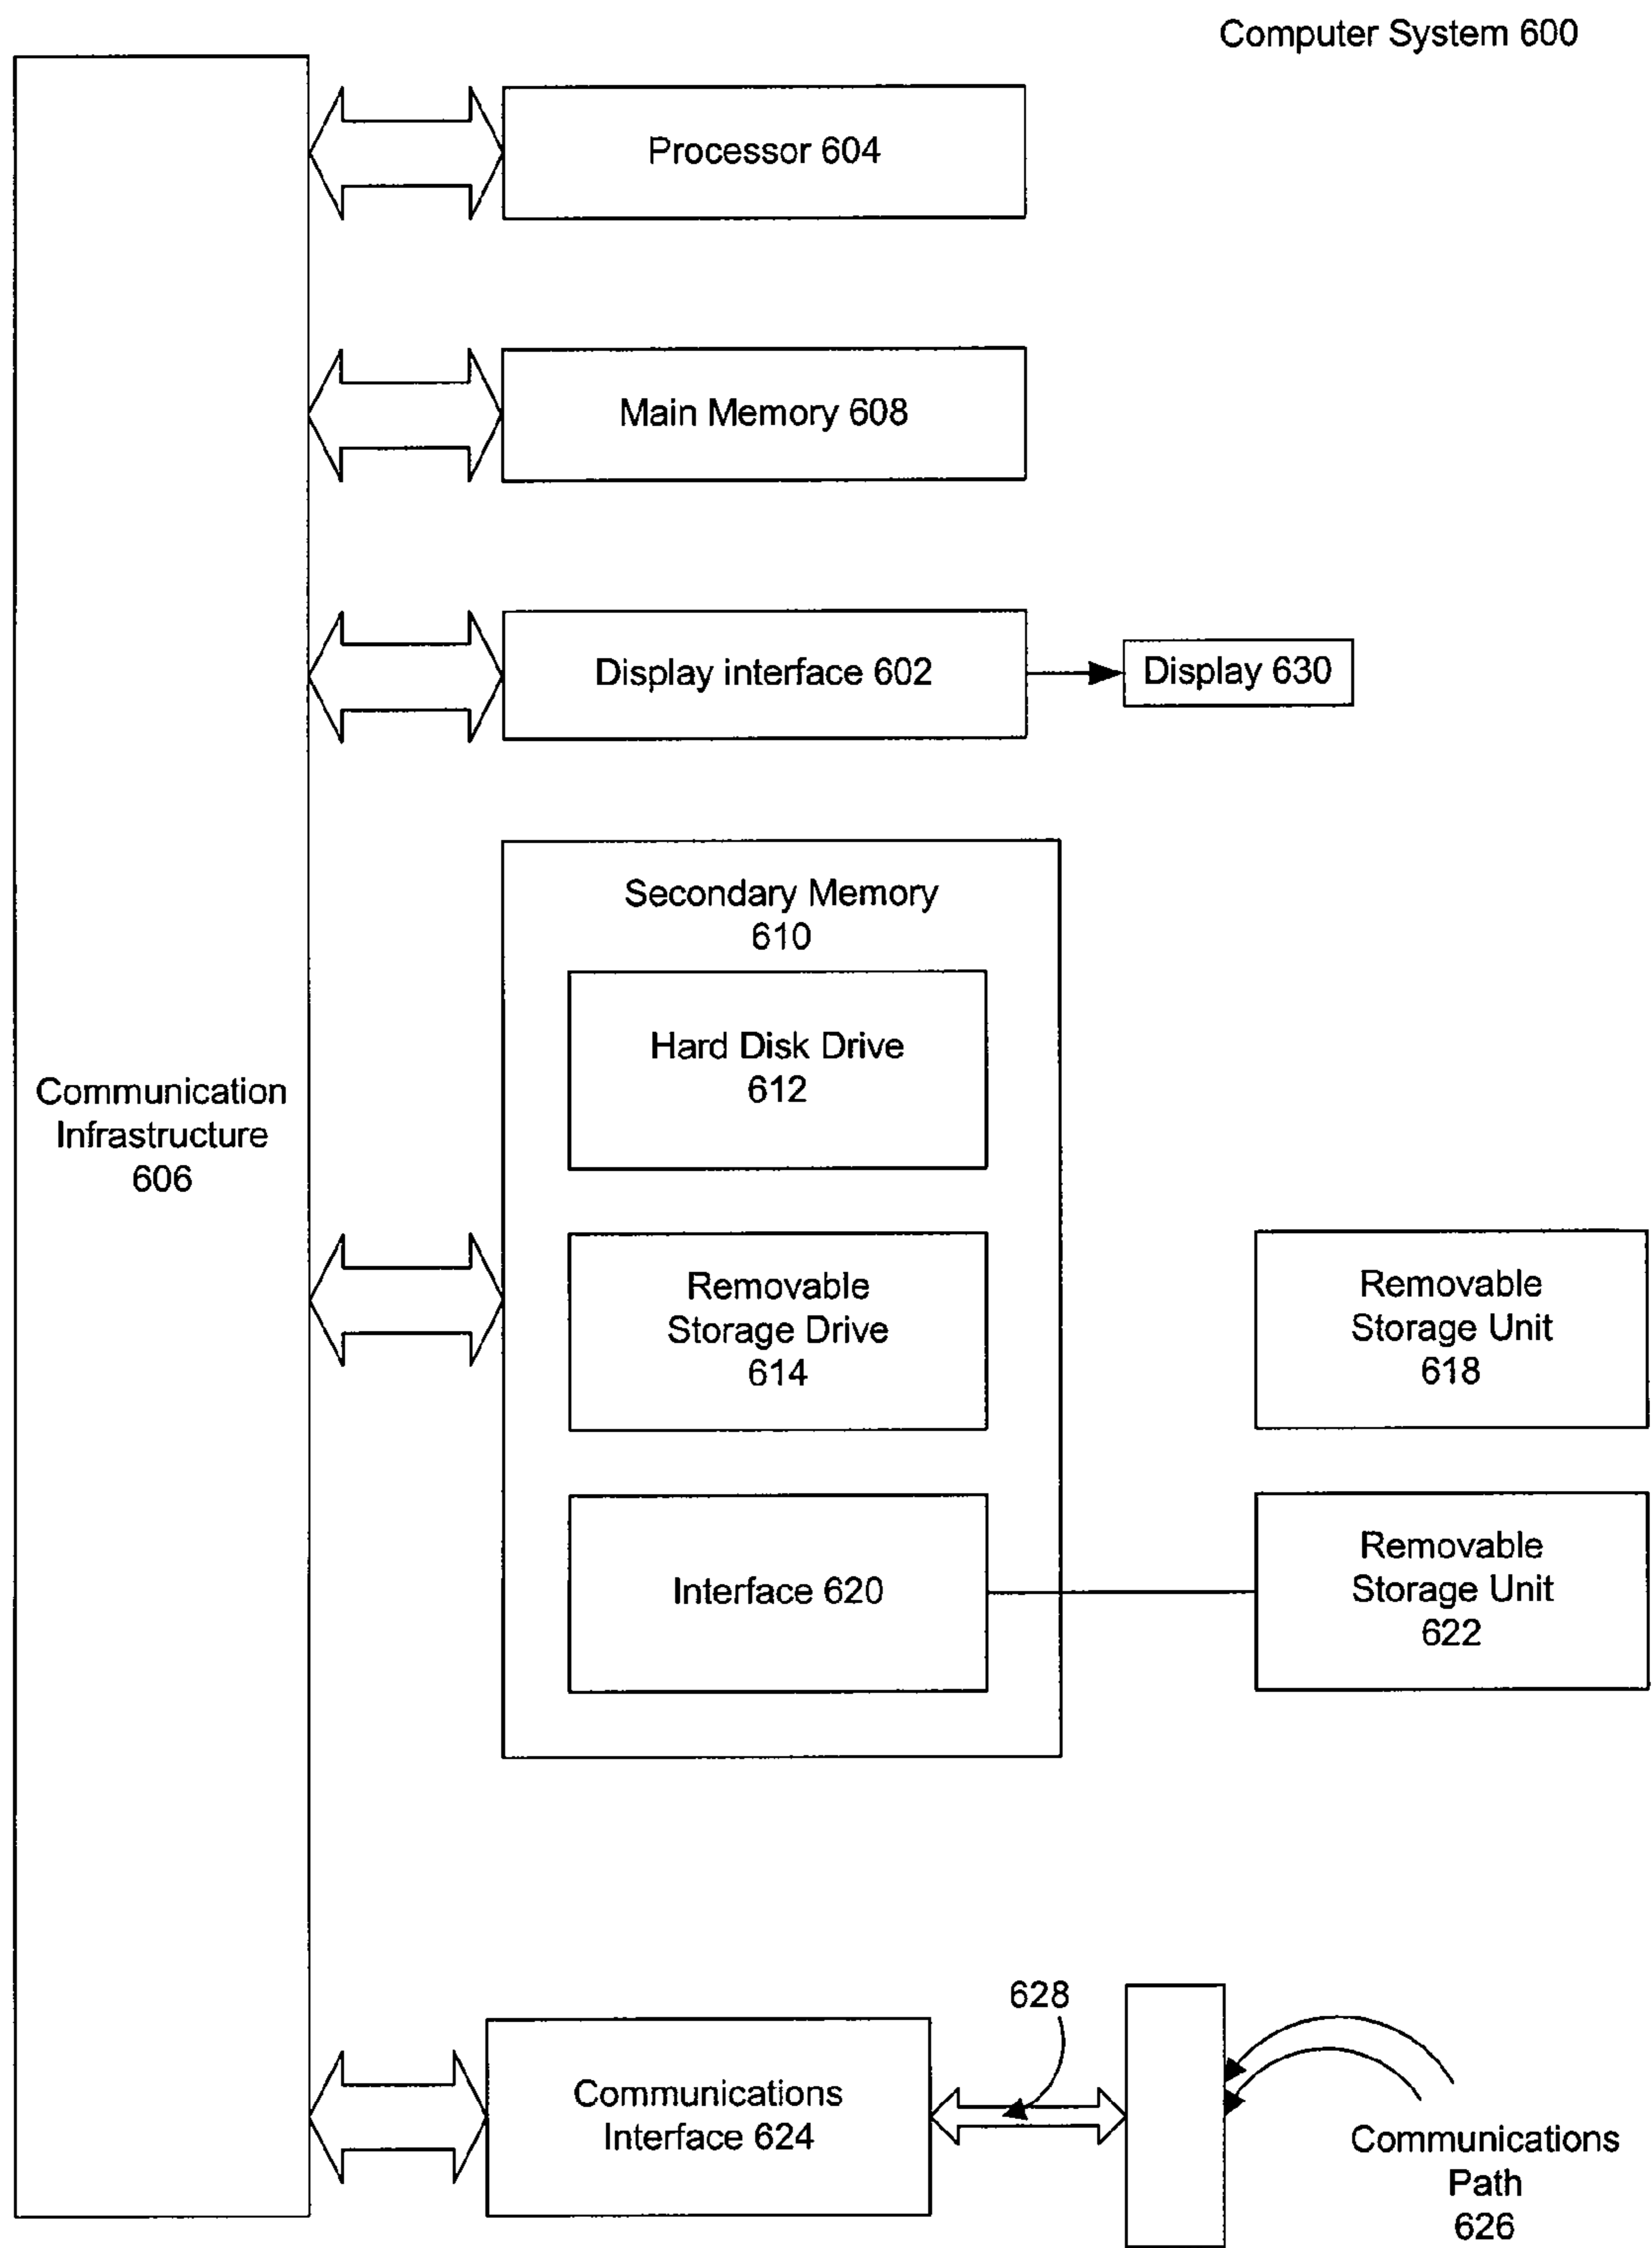 Computer System 600
Processor 604
Main Memory 608
Display interface 602
Display 630
Secondary Memory
610
Hard Disk Drive
612
Communication
Infrastructure
606
Removable
Storage Drive
614
Removable
Storage Unit
618
Interface 620
Removable
Storage Unit
622
628
Communications
Interface 624
Communications
Path
626